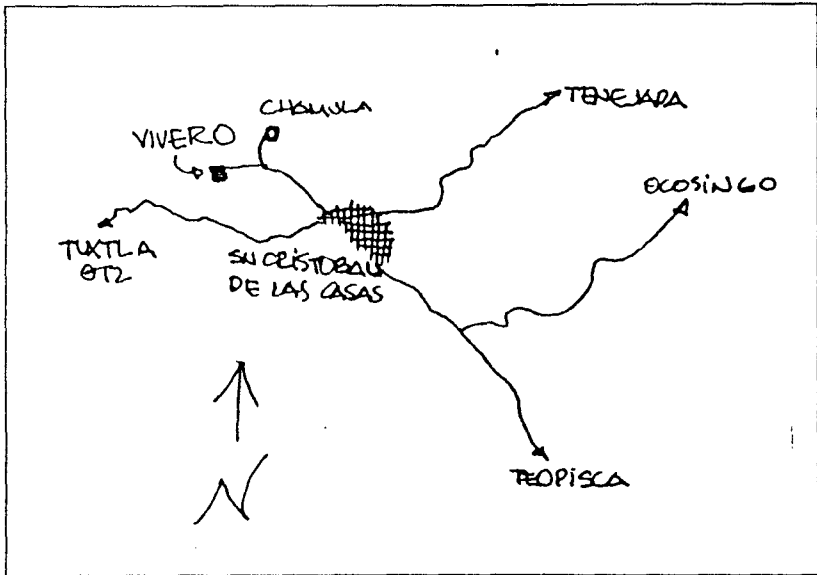 CHAMULA
VIVERO
TENEJAPA
OCOSINGO
TUXTLA
GTZ
SN CRISTOBAL
DE LAS CASAS
TEOPISCA
N